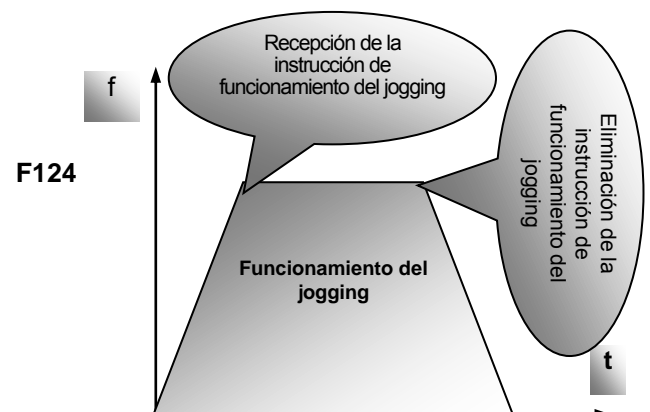 Recepción de la
instrucción de
funcionamiento del jogging
f
F124
Eliminación de la
instrucción de
funcionamiento del
jogging
Funcionamiento del
jogging
t